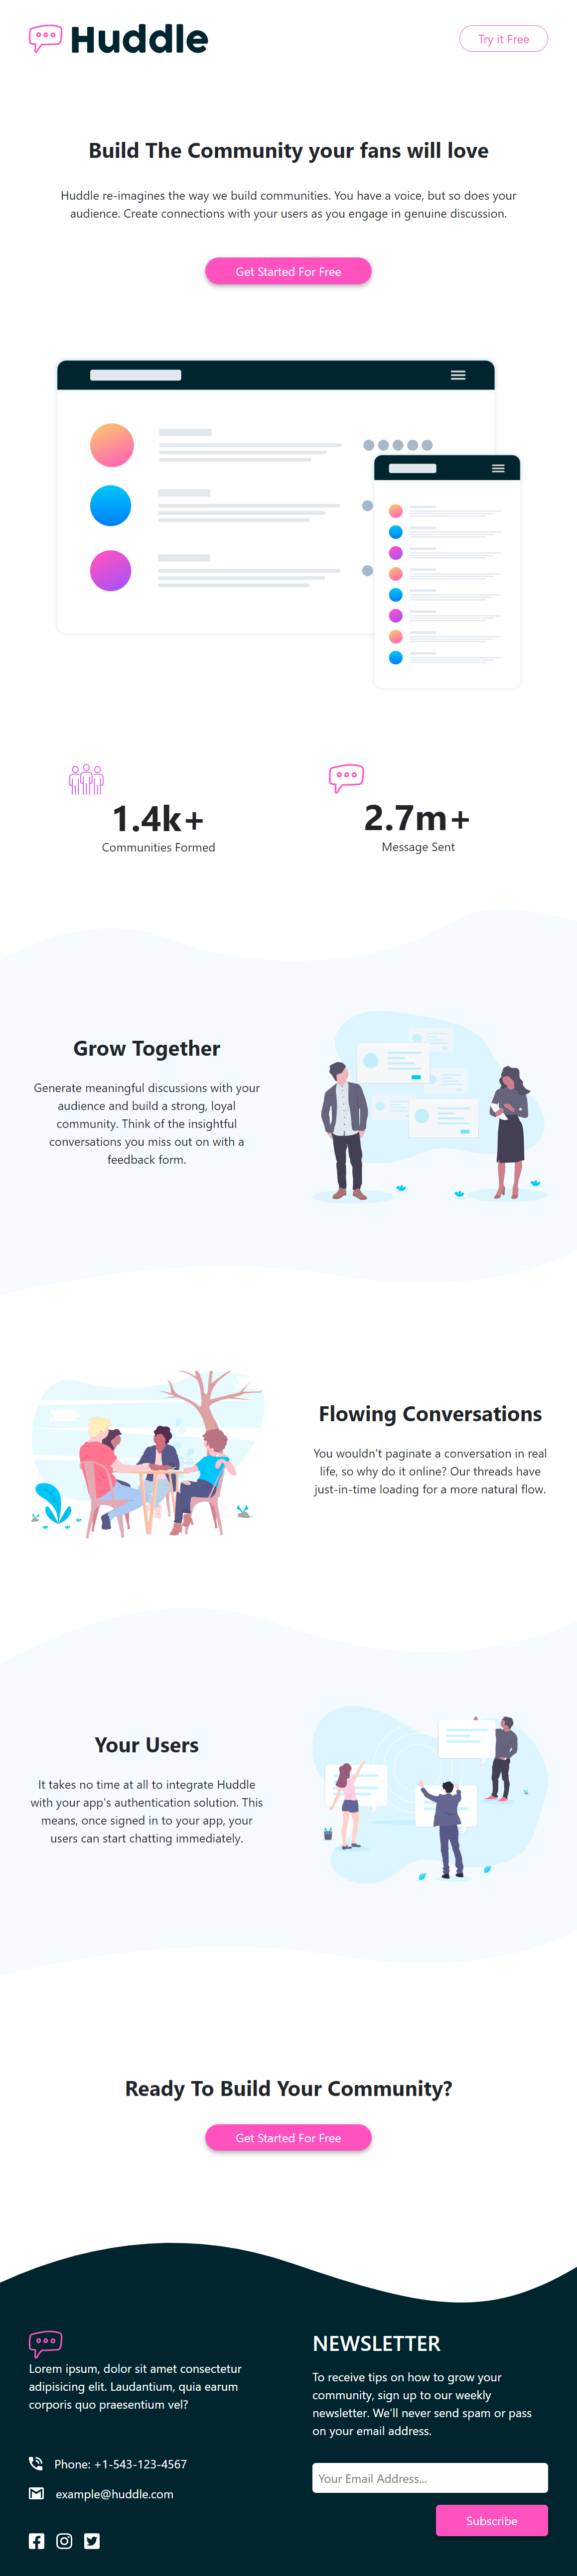 Huddle
Try it Free
Build The Community your fans will love
Huddle re-imagines the way we build communities. You have a voice, but so does your
audience. Create connections with your users as you engage in genuine discussion.
Get Started For Free
1.4k+
Communities Formed
2.7m+
Message Sent
Grow Together
Generate meaningful discussions with your
audience and build a strong, loyal
community. Think of the insightful
conversations you miss out on with a
feedback form.
Flowing Conversations
You wouldn't paginate a conversation in real
life, so why do it online? Our threads have
just-in-time loading for a more natural flow.
Your Users
It takes no time at all to integrate Huddle
with your app's authentication solution. This
means, once signed in to your app, your
users can start chatting immediately.
Ready To Build Your Community?
Get Started For Free
Lorem ipsum, dolor sit amet consectetur
adipisicing elit. Laudantium, quia earum
corporis quo praesentium vel?
Phone: +1-543-123-4567
example@huddle.com
NEWSLETTER
To receive tips on how to grow your
community, sign up to our weekly
newsletter. We'll never send spam or pass
on your email address.
Your Email Address...
Subscribe